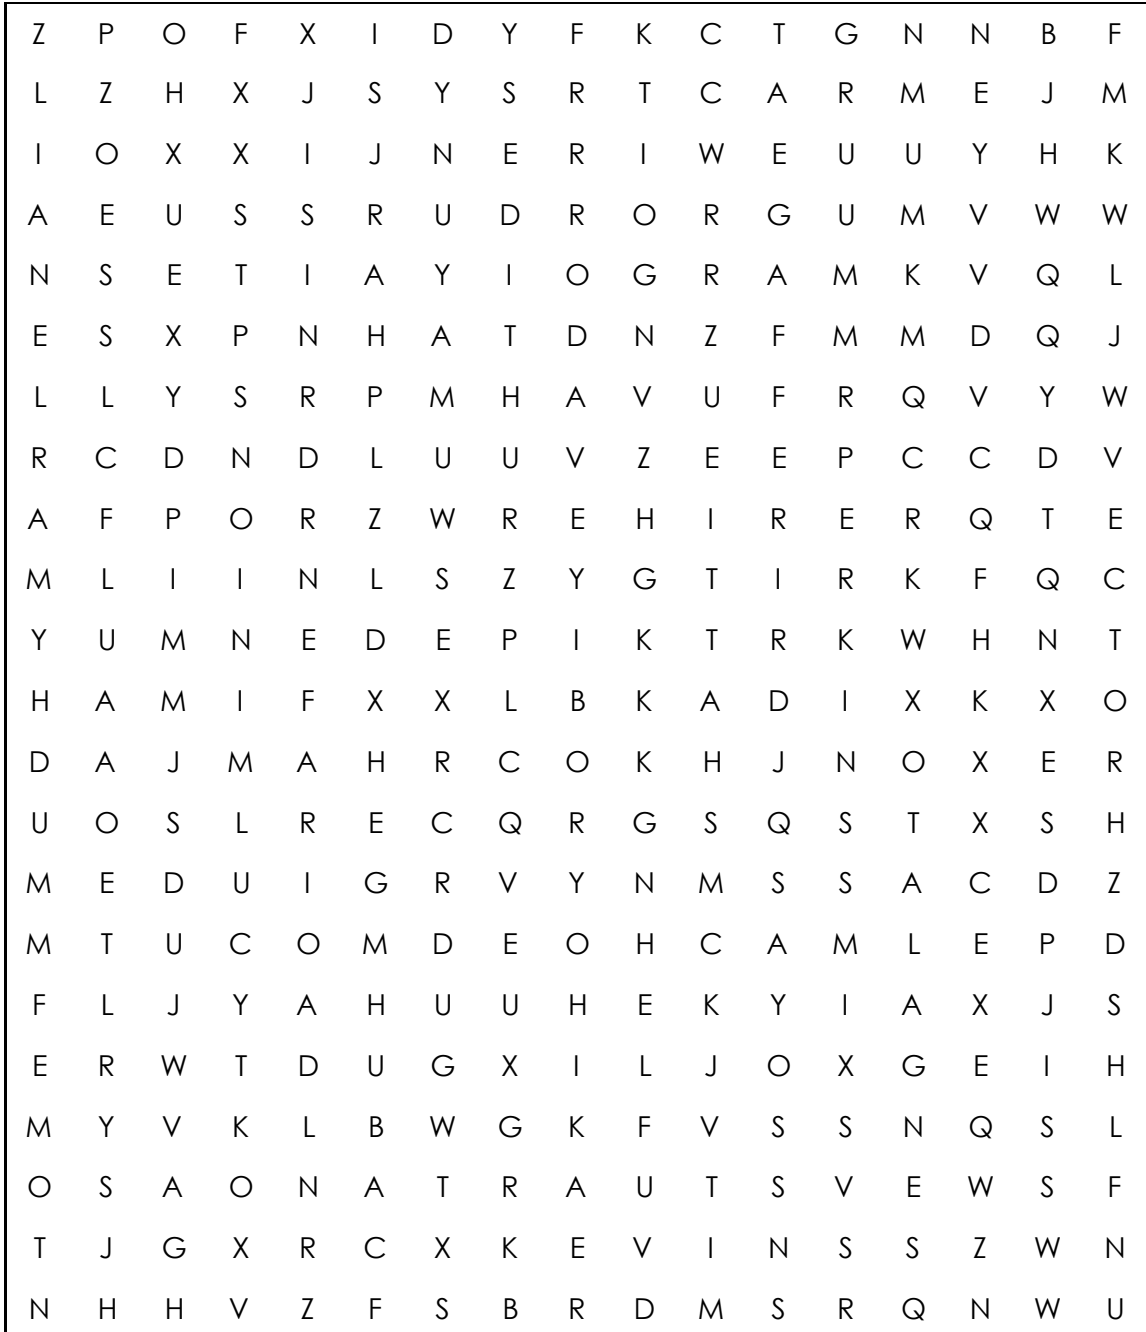 Z P O F X I D Y F K C T G N N B F
L Z H X J S Y S R T C A R M E J M
I O X X I J N E R I W E U U Y H K
A E U S S R U D R O R G U M V W W
N S E T I A Y I O G R A M K V Q L
E S X P N H A T D N Z F M M D Q J
L L Y S R P M H A V U F R Q V Y W
R C D N D L U U V Z E E P C C D V
A F P O R Z W R E H I R E R Q T E
M L I I N L S Z Y G T I R K F Q C
Y U M N E D E P I K T R K W H N T
H A M I F X X L B K A D I X K X O
D A J M A H R C O K H J N O X E R
U O S L R E C Q R G S Q S T X S H
M E D U I G R V Y N M S S A C D Z
M T U C O M D E O H C A M L E P D
F L J Y A H U U H E K Y I A X J S
E R W T D U G X I L J O X G E I H
M Y V K L B W G K F V S S N Q S L
O S A O N A T R A U T S V E W S F
T J G X R C X K E V I N S S Z W N
N H H V Z F S B R D M S R Q N W U